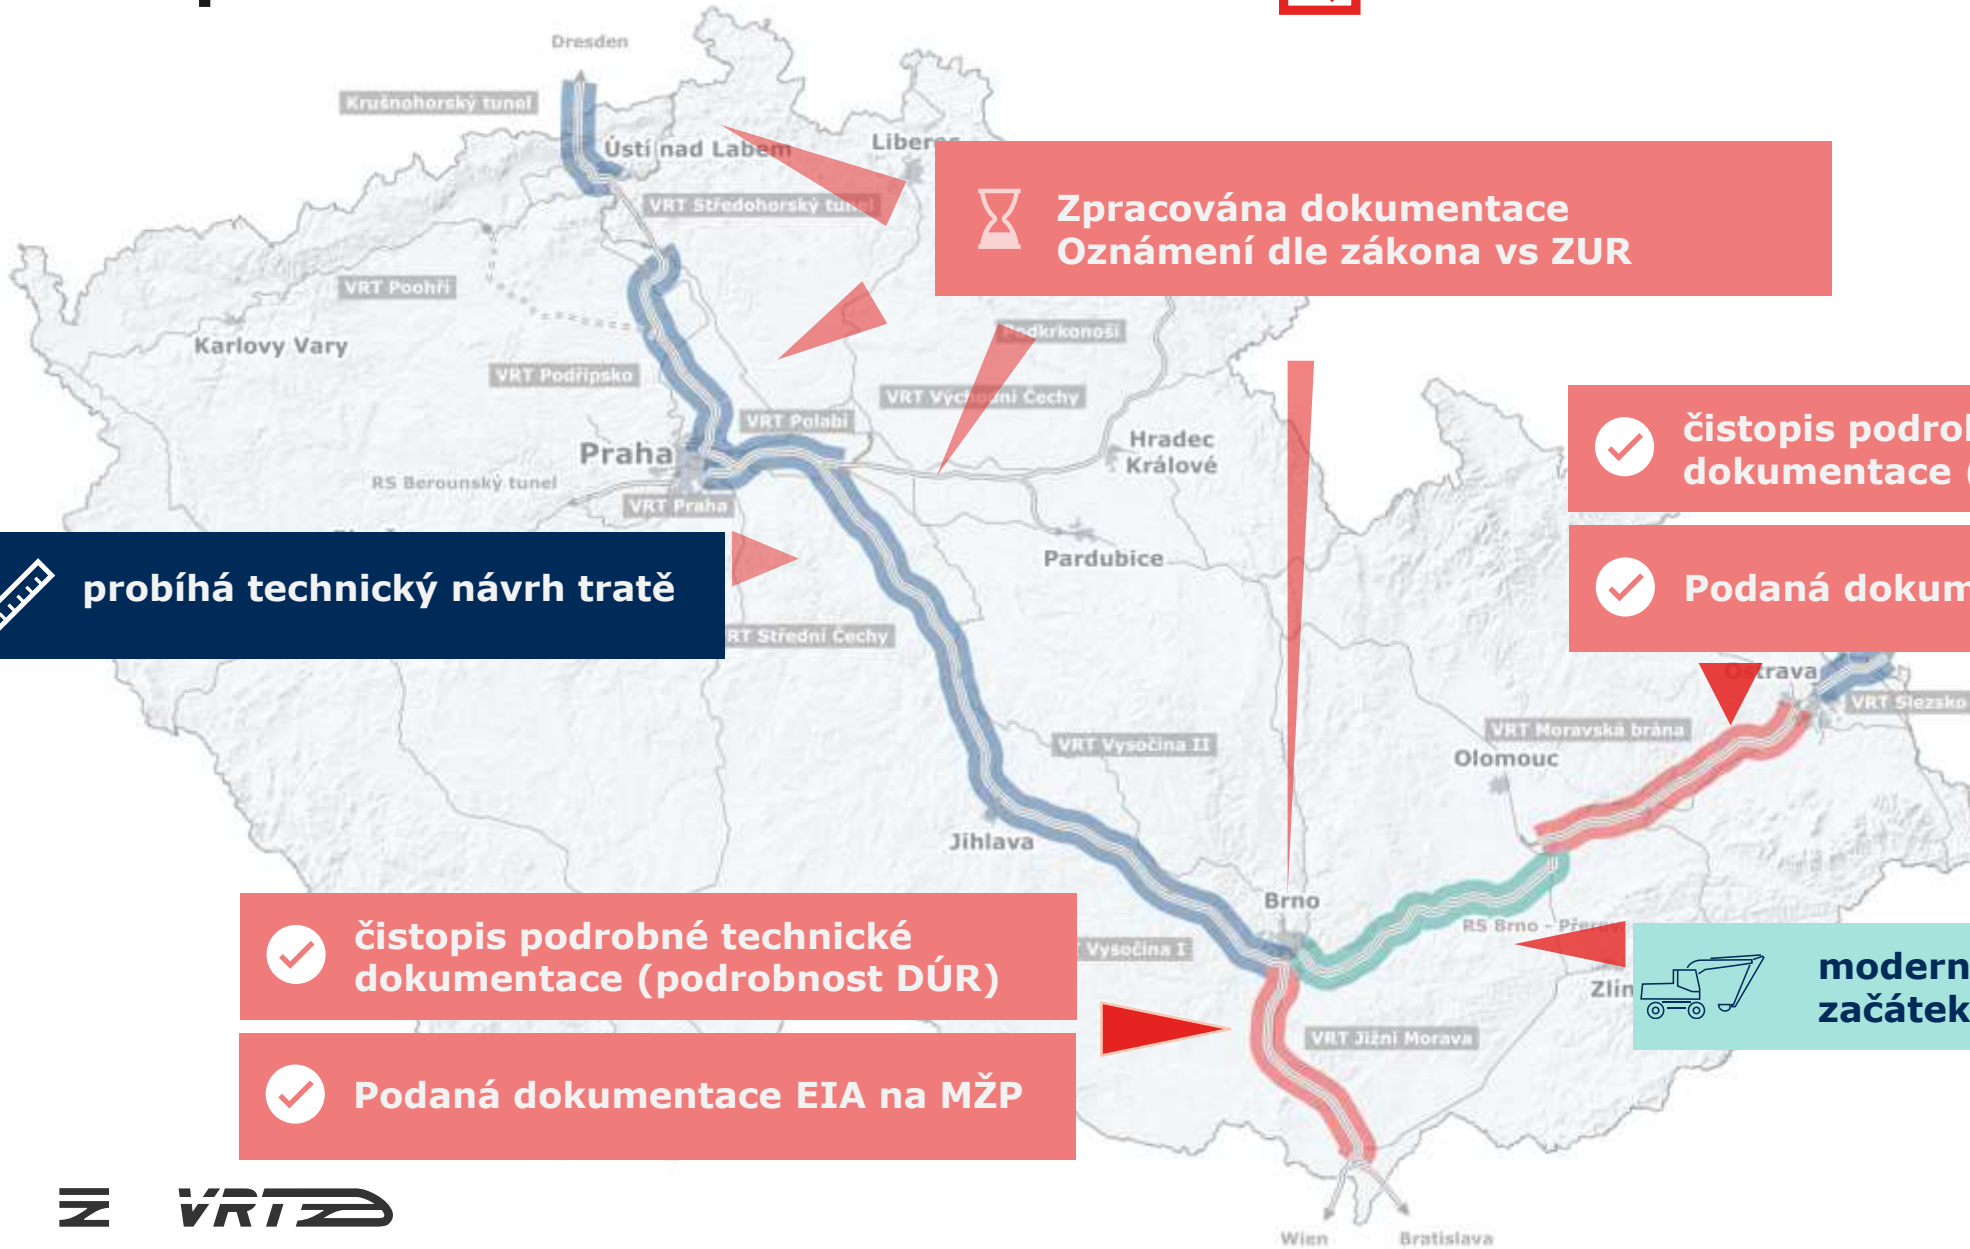 Dresden
Krušnohorský tunel
Ústí nad Labem
VRT Středohorský tunel
Zpracována dokumentace
Oznámení dle zákona vs ZUR
VRT Poohří
Karlovy Vary
Podkrkonoší
VRT Podřipsko
VRT Východní Čechy
VRT Polabí
Praha
Hradec
Králové
RS Berounský tunel
VRT Praha
čistopis
dokumentace (
Pardubice
probíhá technický návrh tratě
Podaná
VRT Střední Čechy
Ostrava
VRT Slezsko
VRT Moravská brána
VRT Vysočina II
Olomouc
Jihlava
Brno
RS Brno - Přerov
čistopis podrobné technické
dokumentace (podrobnost DÚR)
Vysočina I
začátek
VRT Jižní Morava
Podaná dokumentace EIA na MŽP
VRT
Wien
Bratislava